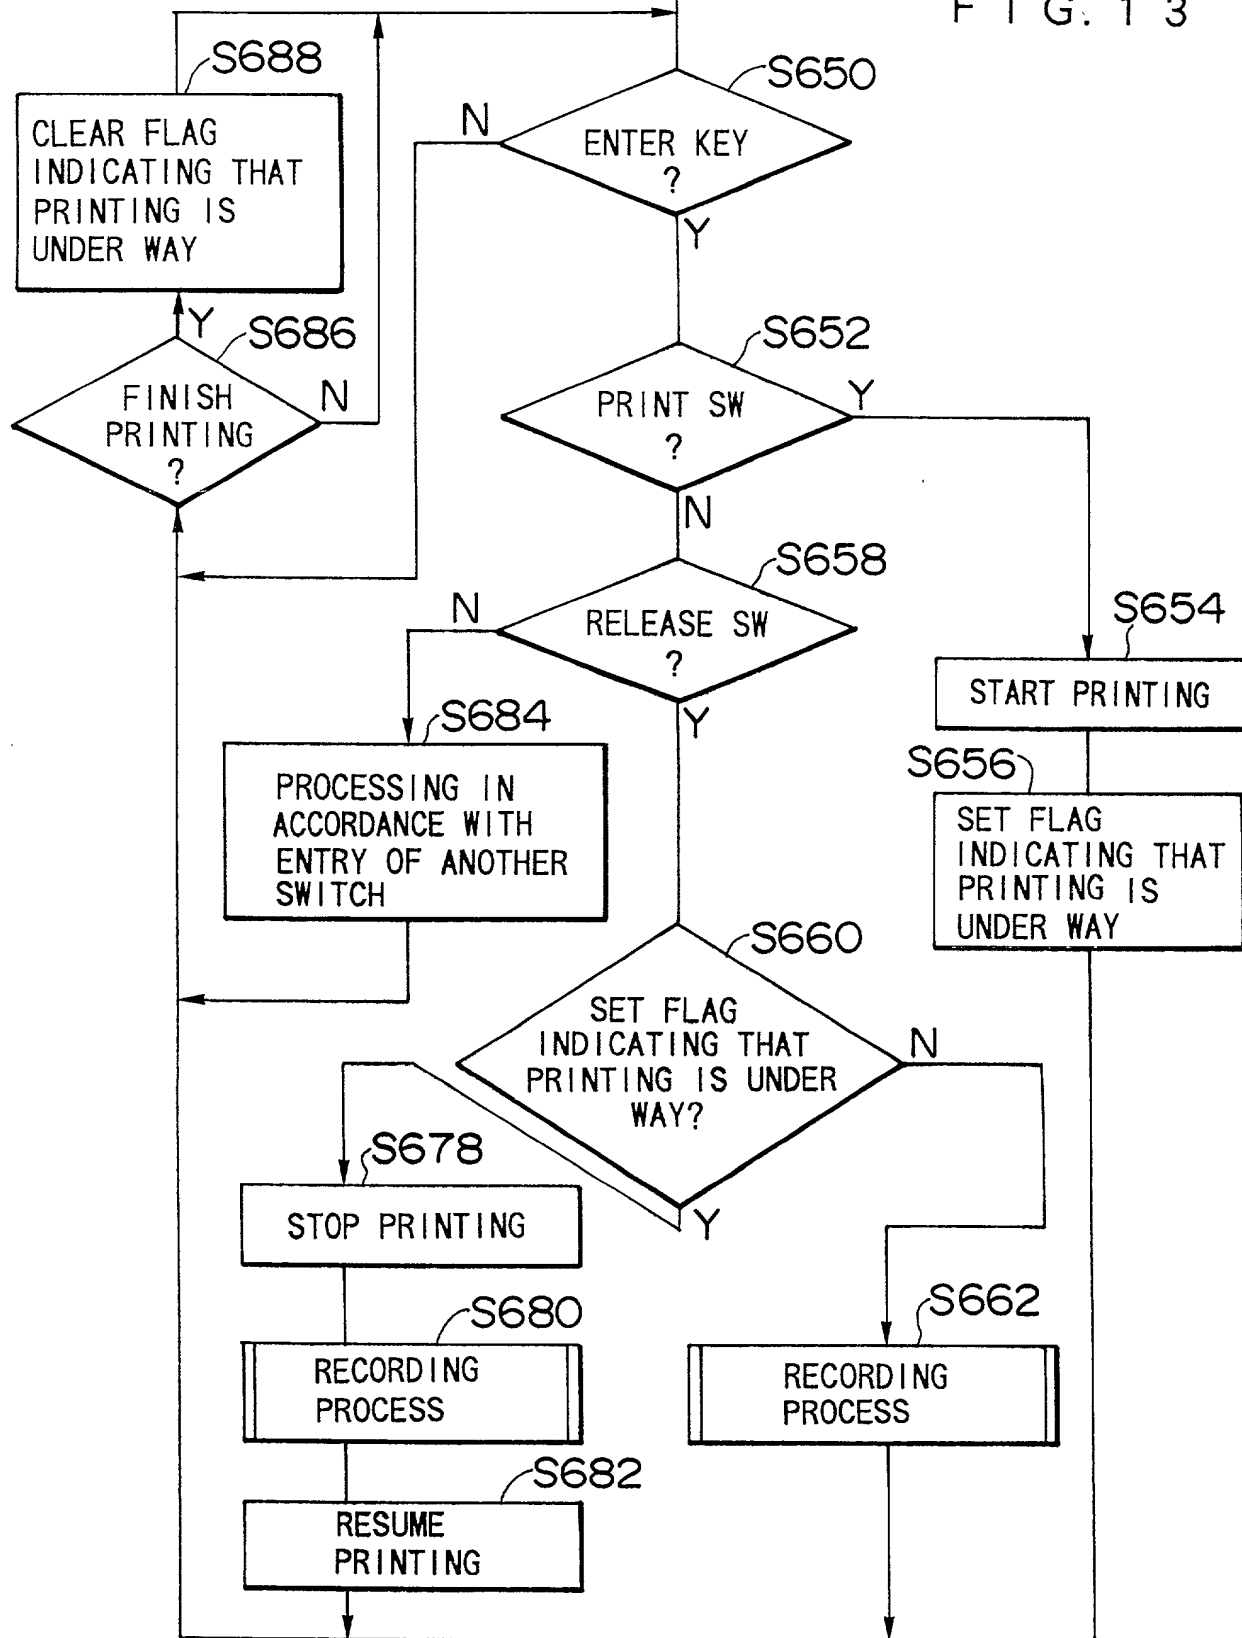 FIG. 13
S688
CLEAR FLAG
INDICATING THAT
PRINTING IS
UNDER WAY
S650
N
ENTER KEY
?
Y
Y
S686
FINISH
PRINTING
?
N
S652
PRINT SW
?
Y
N
S658
N
RELEASE SW
?
Y
S654
START PRINTING
S684
PROCESSING IN
ACCORDANCE WITH
ENTRY OF ANOTHER
SWITCH
S656
SET FLAG
INDICATING THAT
PRINTING IS
UNDER WAY
S660
SET FLAG
INDICATING THAT
PRINTING IS UNDER
WAY?
N
Y
S678
STOP PRINTING
S680
RECORDING
PROCESS
S662
RECORDING
PROCESS
S682
RESUME
PRINTING